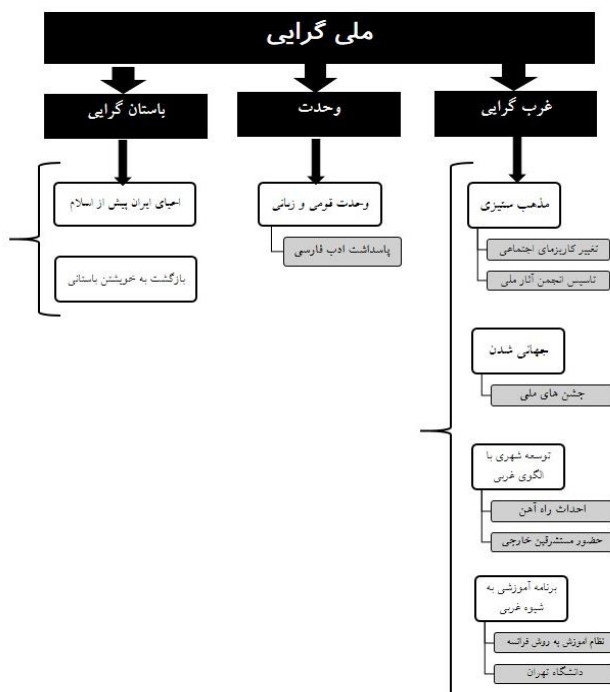 ملی گرایی
غرب گرایی
وحدت
باستان گرایی
مذهب ستیزی
تغییر کاریزمای اجتماعی
تاسیس انجمن آثار ملی
جهانی شدن
جشن های ملی
توسعه شهری با
الگوی غربی
احداث راه آهن
حضور مستشرقین خارجی
برنامه آموزشی به
شیوه غربی
نظام اموزش به روش فرانسه
دانشگاه تهران
وحدت قومی و زبانی
پاسداشت ادب فارسی
احیای ایران پیش از اسلام
بازگشت به خویشتن باستانی